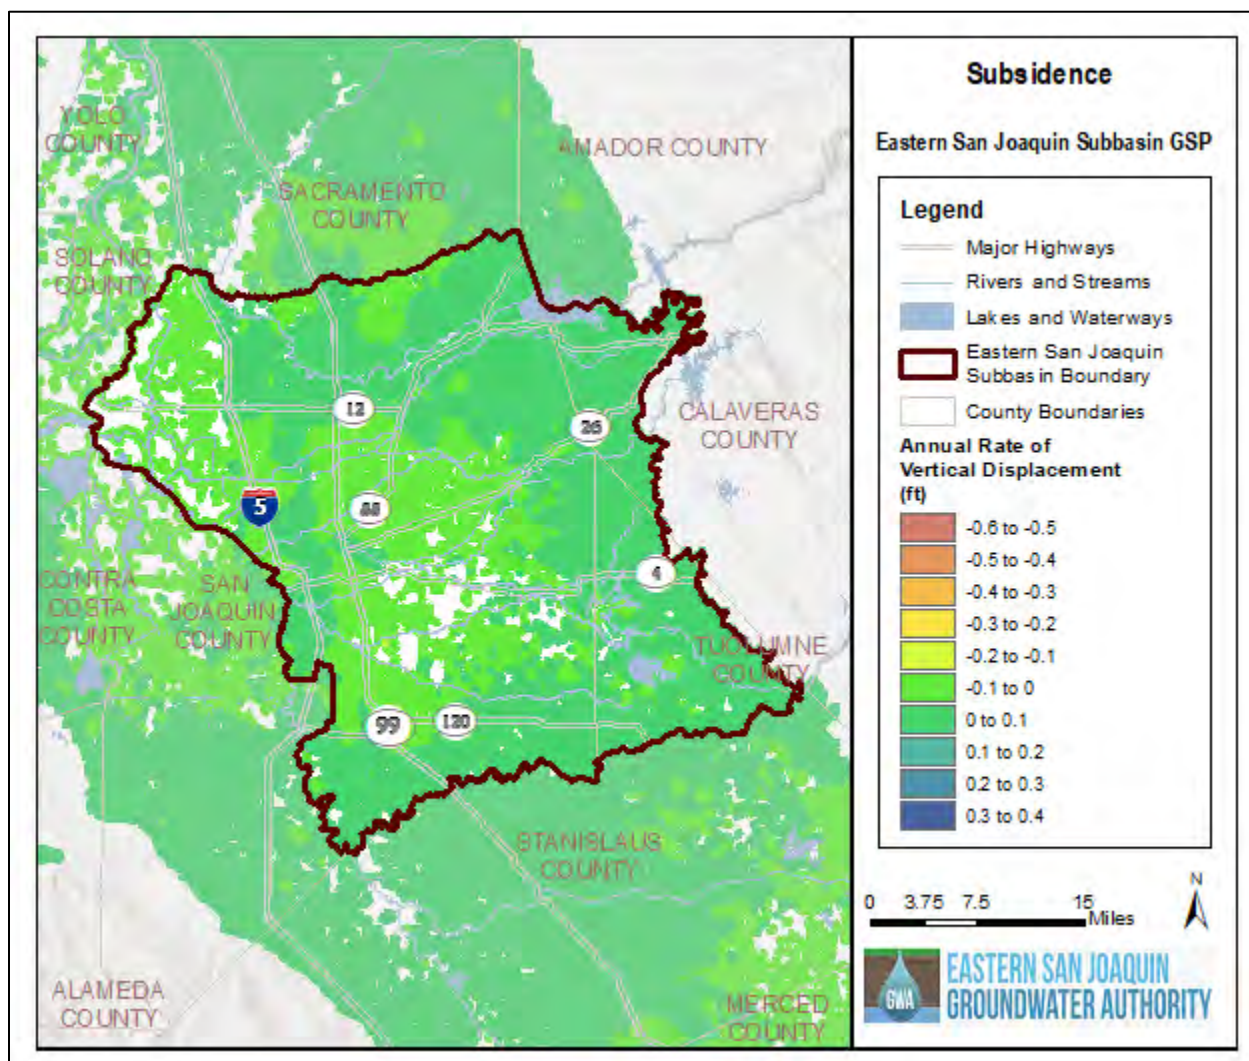 YOLO
COUNTY
AMADOR COUNTY
SACRAMENTO
COUNTY
SOLANO
COUNTY
12
26
CALAVERAS
COUNTY
88
5
4
CONTRA
COSTA
COUNTY
SAN
JOAQUIN
COUNTY
TUOLUMNE
COUNTY
99
120
STANISLAUS
COUNTY
ALAMEDA
COUNTY
MERCED
COUNTY
Subsidence
Eastern San Joaquin Subbasin GSP
Legend
Major Highways
Rivers and Streams
Lakes and Waterways
Eastern San Joaquin
Subbasin Boundary
County Boundaries
Annual Rate of
Vertical Displacement
(ft)
-0.6 to -0.5
-0.5 to -0.4
-0.4 to -0.3
-0.3 to -0.2
-0.2 to -0.1
-0.1 to 0
0 to 0.1
0.1 to 0.2
0.2 to 0.3
0.3 to 0.4
N
0 3.75 7.5 15
Miles
GWA
EASTERN SAN JOAQUIN
GROUNDWATER AUTHORITY